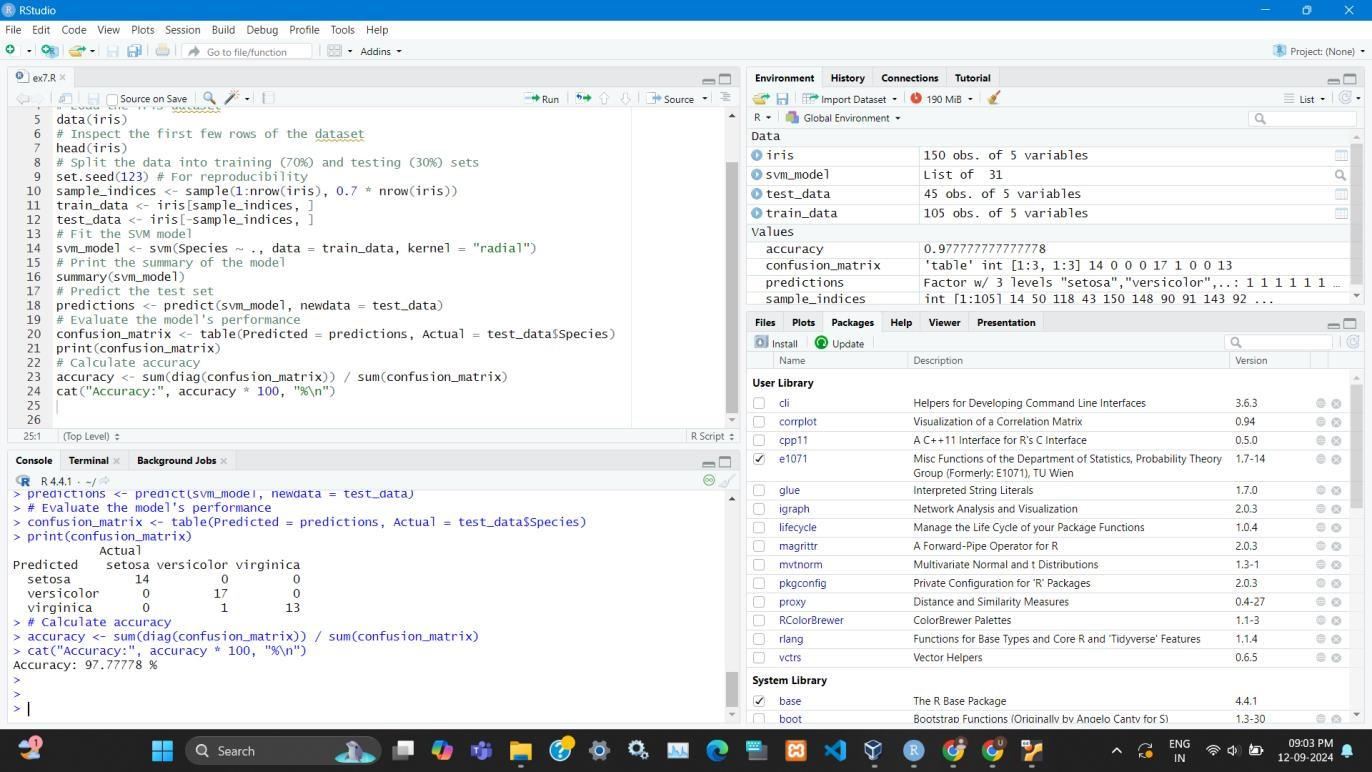 RStudio
File Edit Code View Plots Session Build Debug Profile Tools Help
Go to file/function Addins Project: (None)
ex7.R
Source on Save Run Source
4 # Load the iris dataset
5 data(iris)
6 # Inspect the first few rows of the dataset
7 head(iris)
8 # Split the data into training (70%) and testing (30%) sets
9 set.seed(123) # For reproducibility
10 sample_indices <- sample(1:nrow(iris), 0.7 * nrow(iris))
11 train_data <- iris[sample_indices, ]
12 test_data <- iris[-sample_indices, ]
13 # Fit the SVM model
14 svm_model <- svm(Species ~ ., data = train_data, kernel = "radial")
15 # Print the summary of the model
16 summary(svm_model)
17 # Predict the test set
18 predictions <- predict(svm_model, newdata = test_data)
19 # Evaluate the model's performance
20 confusion_matrix <- table(Predicted = predictions, Actual = test_data$Species)
21 print(confusion_matrix)
22 # Calculate accuracy
23 accuracy <- sum(diag(confusion_matrix)) / sum(confusion_matrix)
24 cat("Accuracy:", accuracy * 100, "%\n")
25
26
25:1 (Top Level) R Script
Console Terminal Background Jobs
R 4.4.1 · ~/
> predictions <- predict(svm_model, newdata = test_data)
> # Evaluate the model's performance
> confusion_matrix <- table(Predicted = predictions, Actual = test_data$Species)
> print(confusion_matrix)
Actual
Predicted setosa versicolor virginica
setosa 14 0 0
versicolor 0 17 0
virginica 0 1 13
> # Calculate accuracy
> accuracy <- sum(diag(confusion_matrix)) / sum(confusion_matrix)
> cat("Accuracy:", accuracy * 100, "%\n")
Accuracy: 97.77778 %
>
>
>
Environment History Connections Tutorial
Import Dataset 190 MiB List
R Global Environment
Data
iris 150 obs. of 5 variables
svm_model List of 31
test_data 45 obs. of 5 variables
train_data 105 obs. of 5 variables
Values
accuracy 0.977777777777778
confusion_matrix 'table' int [1:3, 1:3] 14 0 0 0 17 1 0 0 13
predictions Factor w/ 3 levels "setosa","versicolor",..: 1 1 1 1 1 1 ...
sample_indices int [1:105] 14 50 118 43 150 148 90 91 143 92 ...
Files Plots Packages Help Viewer Presentation
Install Update
Name Description Version
User Library
cli Helpers for Developing Command Line Interfaces 3.6.3
corrplot Visualization of a Correlation Matrix 0.94
cpp11 A C++11 Interface for R's C Interface 0.5.0
e1071 Misc Functions of the Department of Statistics, Probability Theory 1.7-14
Group (Formerly: E1071), TU Wien
glue Interpreted String Literals 1.7.0
igraph Network Analysis and Visualization 2.0.3
lifecycle Manage the Life Cycle of your Package Functions 1.0.4
magrittr A Forward-Pipe Operator for R 2.0.3
mvtnorm Multivariate Normal and t Distributions 1.3-1
pkgconfig Private Configuration for 'R' Packages 2.0.3
proxy Distance and Similarity Measures 0.4-27
RColorBrewer ColorBrewer Palettes 1.1-3
rlang Functions for Base Types and Core R and 'Tidyverse' Features 1.1.4
vctrs Vector Helpers 0.6.5
System Library
base The R Base Package 4.4.1
boot Bootstrap Functions (Originally by Angelo Canty for S) 1.3-30
1 Search ENG 09:03 PM
IN 12-09-2024